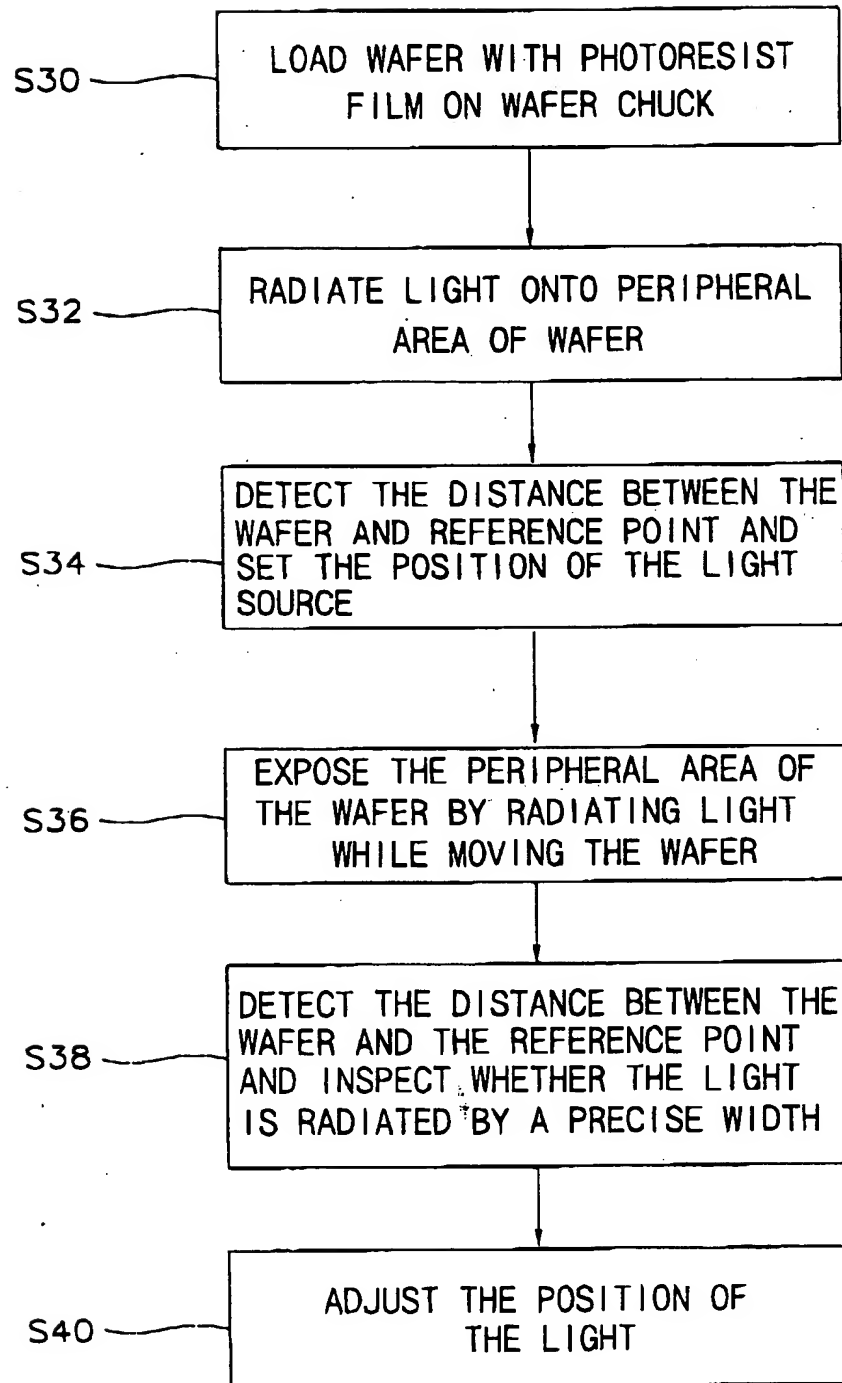 S30
LOAD WAFER WITH PHOTORESIST
FILM ON WAFER CHUCK
S32
RADIATE LIGHT ONTO PERIPHERAL
AREA OF WAFER
S34
DETECT THE DISTANCE BETWEEN THE
WAFER AND REFERENCE POINT AND
SET THE POSITION OF THE LIGHT
SOURCE
S36
EXPOSE THE PERIPHERAL AREA OF
THE WAFER BY RADIATING LIGHT
WHILE MOVING THE WAFER
S38
DETECT THE DISTANCE BETWEEN THE
WAFER AND THE REFERENCE POINT
AND INSPECT WHETHER THE LIGHT
IS RADIATED BY A PRECISE WIDTH
S40
ADJUST THE POSITION OF
THE LIGHT